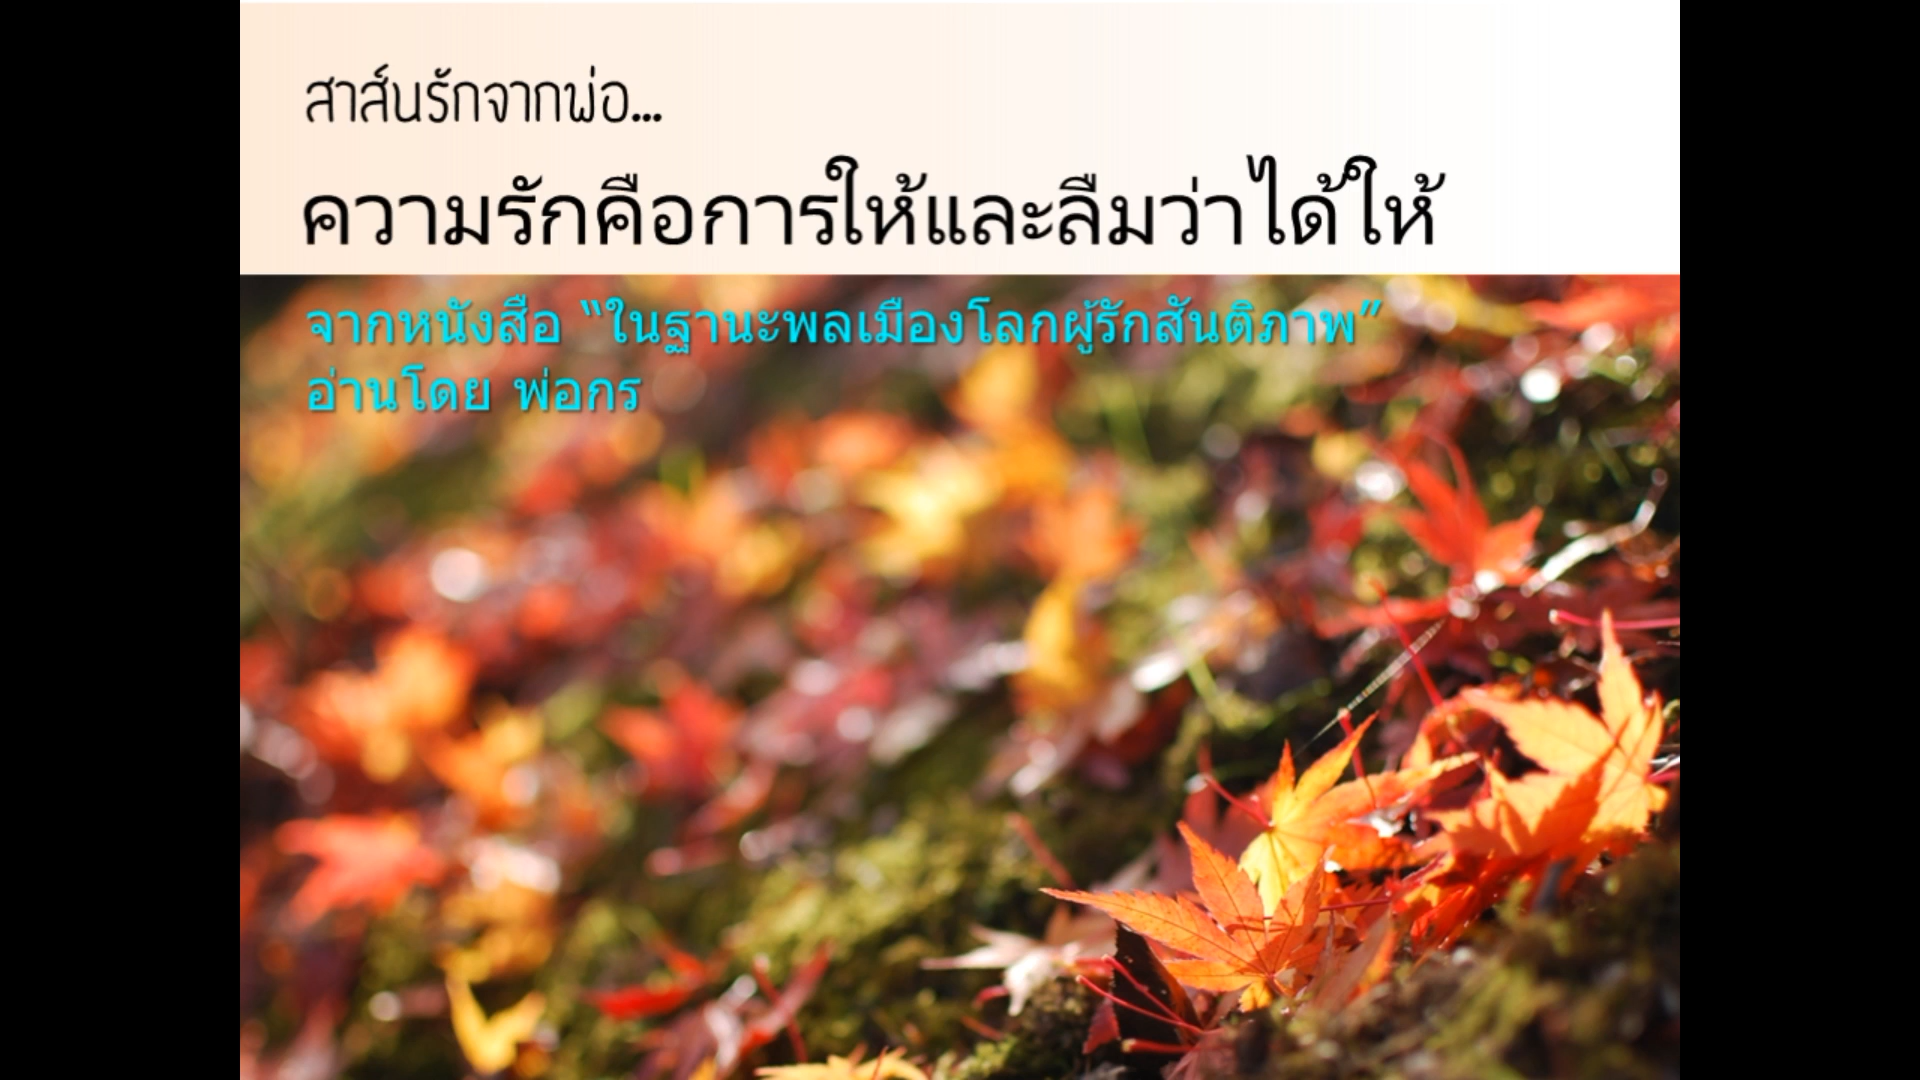 สาส์นรักจากพ่อ...
ความรักคือการให้และลืมว่าได้ให้
จากหนังสือ “ในฐานะพลเมืองโลกผู้รักสันติภาพ”
อ่านโดย พ่อกร